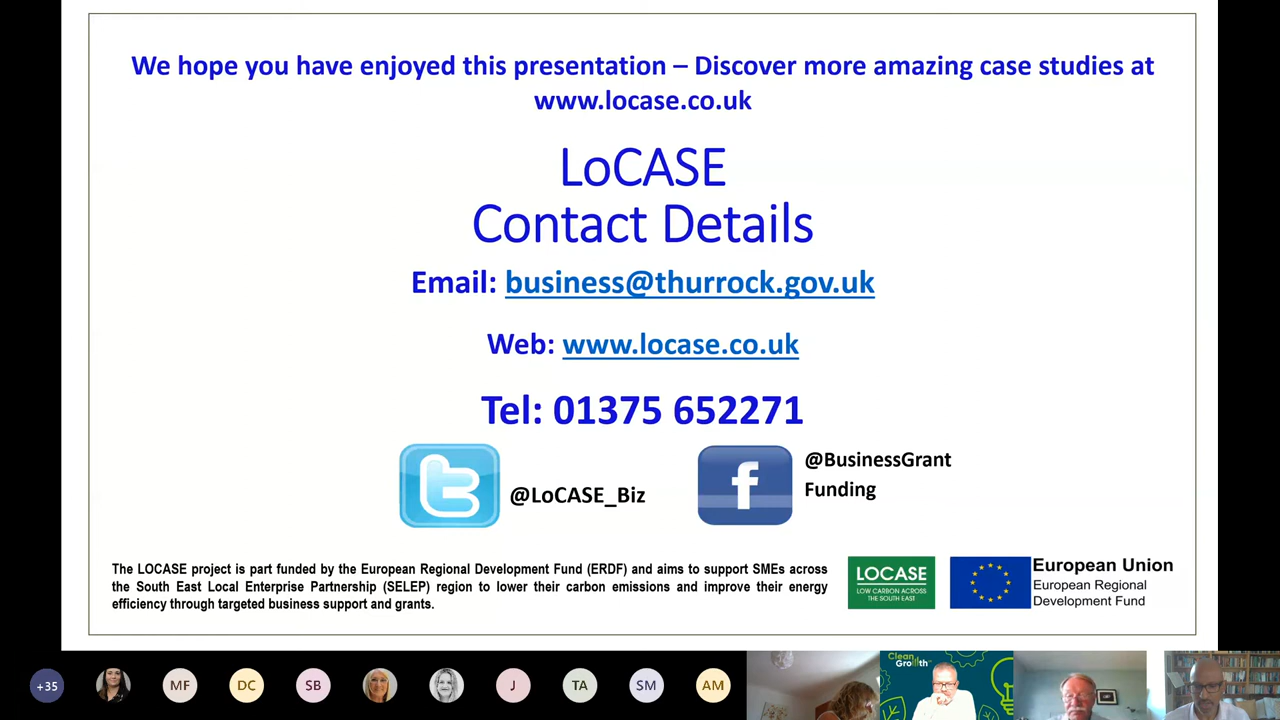 We hope you have enjoyed this presentation – Discover more amazing case studies at
www.locase.co.uk
LoCASE
Contact Details
Email: business@thurrock.gov.uk
Web: www.locase.co.uk
Tel: 01375 652271
@LoCASE_Biz
@BusinessGrant
Funding
The LOCASE project is part funded by the European Regional Development Fund (ERDF) and aims to support SMEs across
the South East Local Enterprise Partnership (SELEP) region to lower their carbon emissions and improve their energy
efficiency through targeted business support and grants.
LOCASE
LOW CARBON ACROSS
THE SOUTH EAST
European Union
European Regional
Development Fund
+35
MF
DC
SB
J
TA
SM
AM
Clean
Growth